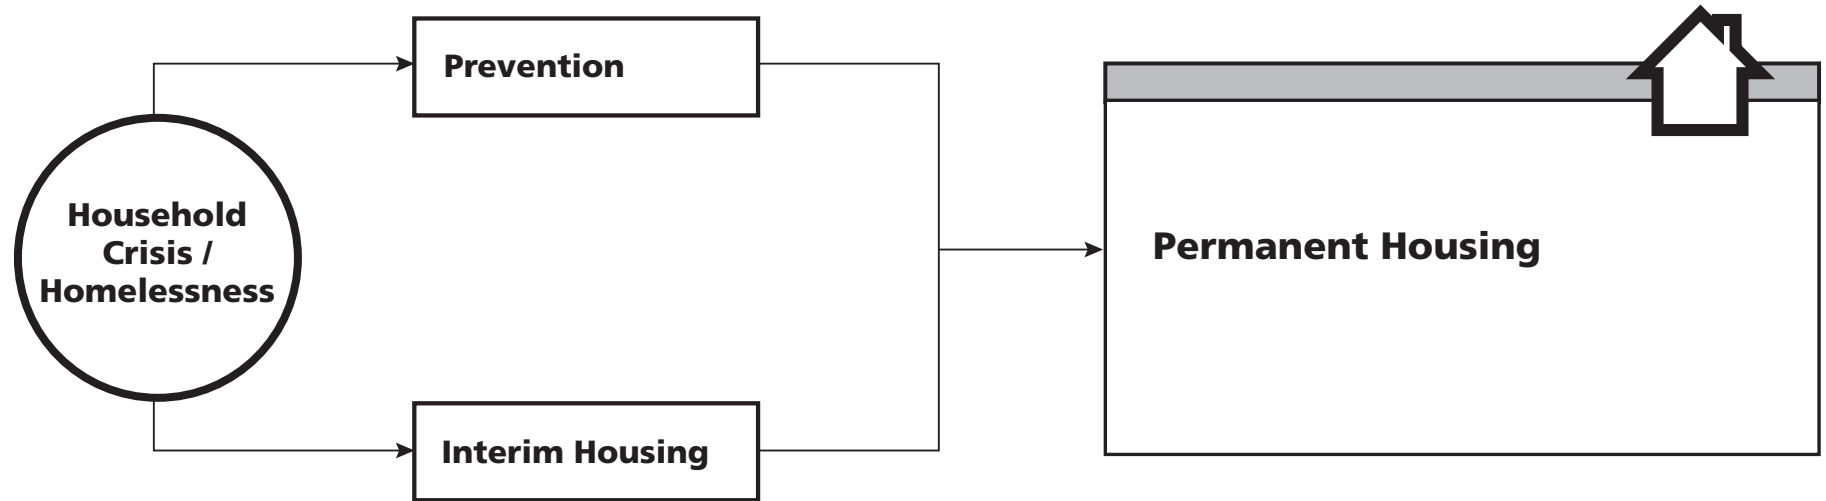 Prevention
Household
Crisis /
Homelessness
Permanent Housing
Interim Housing